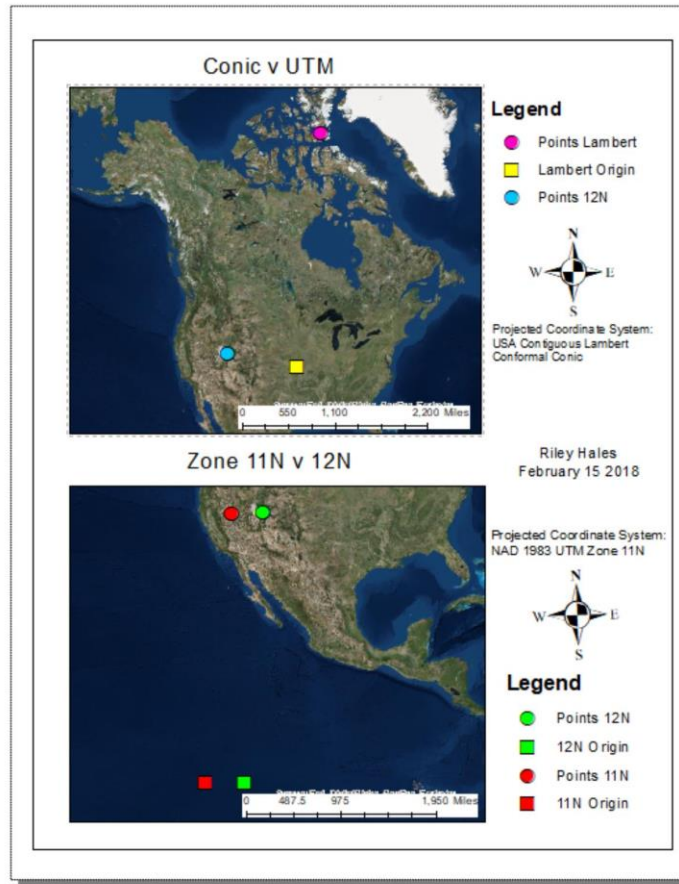 Conic v UTM
Legend
Points Lambert
Lambert Origin
Points 12N
N
W E
S
Projected Coordinate System:
USA Contiguous Lambert
Conformal Conic
0 550 1,100 2,200 Miles
Riley Hales
February 15 2018
Zone 11N v 12N
Projected Coordinate System:
NAD 1983 UTM Zone 11N
N
W E
S
Legend
Points 12N
12N Origin
Points 11N
11N Origin
0 487.5 975 1,950 Miles